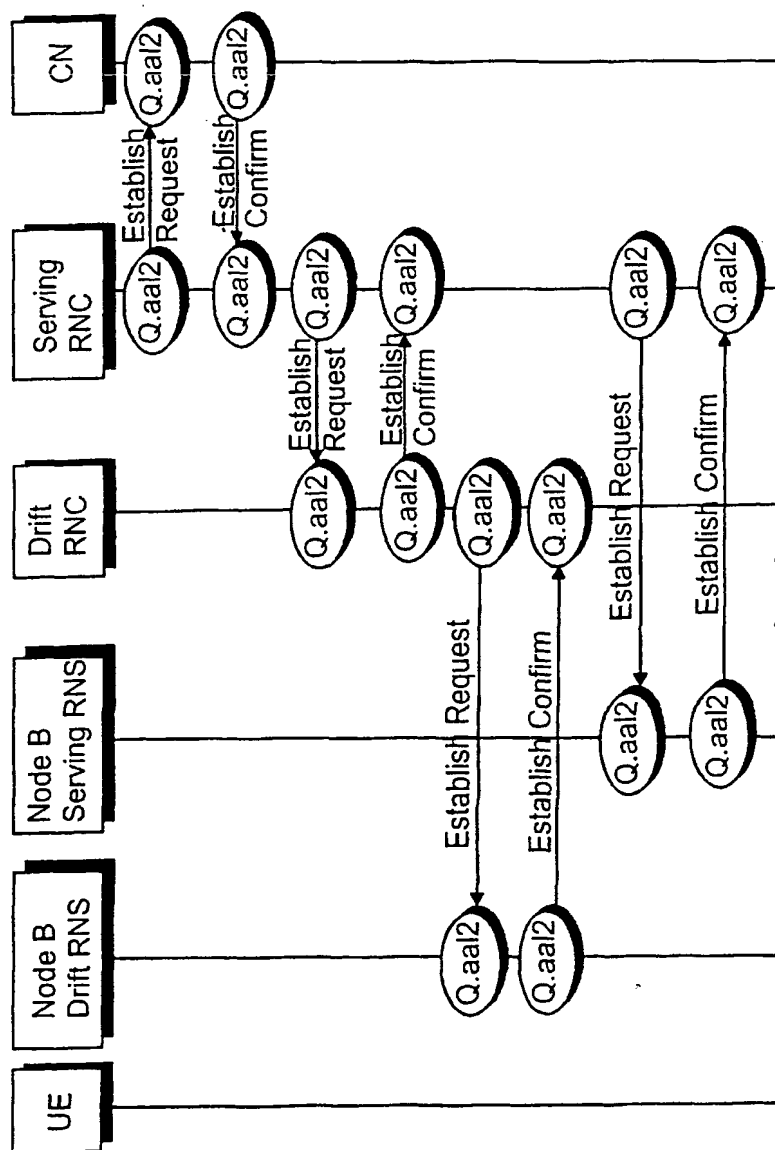 UE
Node B
Drift RNS
Node B
Serving RNS
Drift
RNC
Serving
RNC
CN
Q.aal2
Establish
Request
Q.aal2
Q.aal2
Establish
Confirm
Q.aal2
Q.aal2
Establish
Request
Q.aal2
Q.aal2
Establish
Confirm
Q.aal2
Q.aal2
Establish Request
Q.aal2
Q.aal2
Establish Confirm
Q.aal2
Q.aal2
Establish Request
Q.aal2
Q.aal2
Establish Confirm
Q.aal2